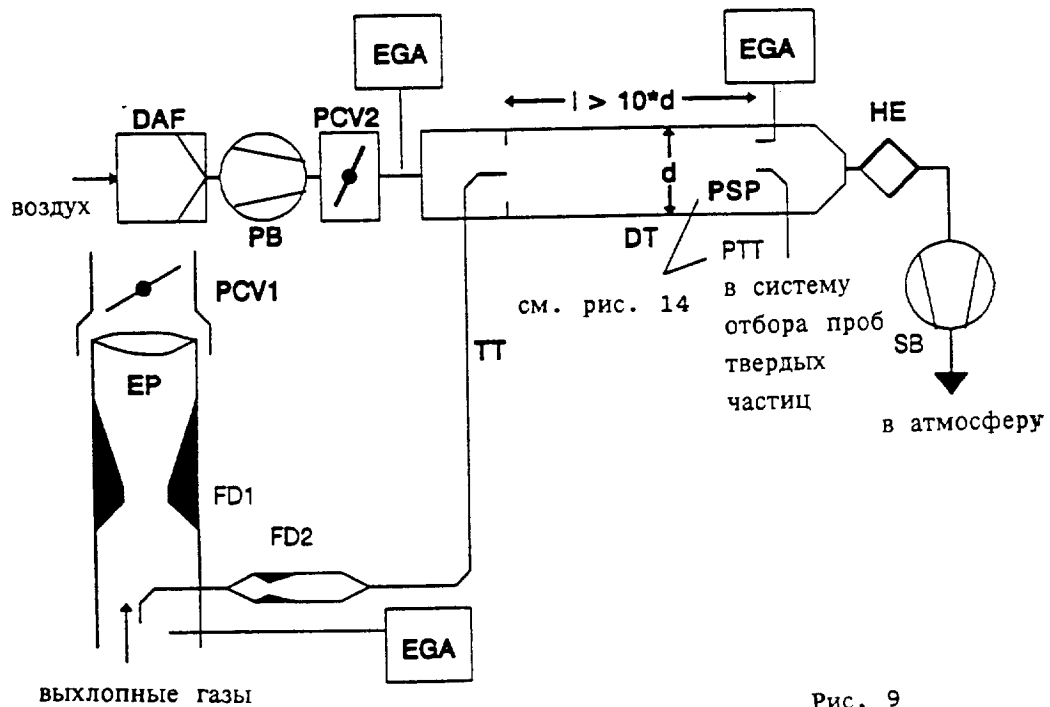 EGA
EGA
l > 10*d
DAF
PCV2
HE
воздух
PB
d
PSP
DT
PTT
PCV1
см. рис. 14
в систему
отбора проб
твердых
частиц
SB
TT
EP
в атмосферу
FD1
FD2
EGA
выхлопные газы
Рис. 9